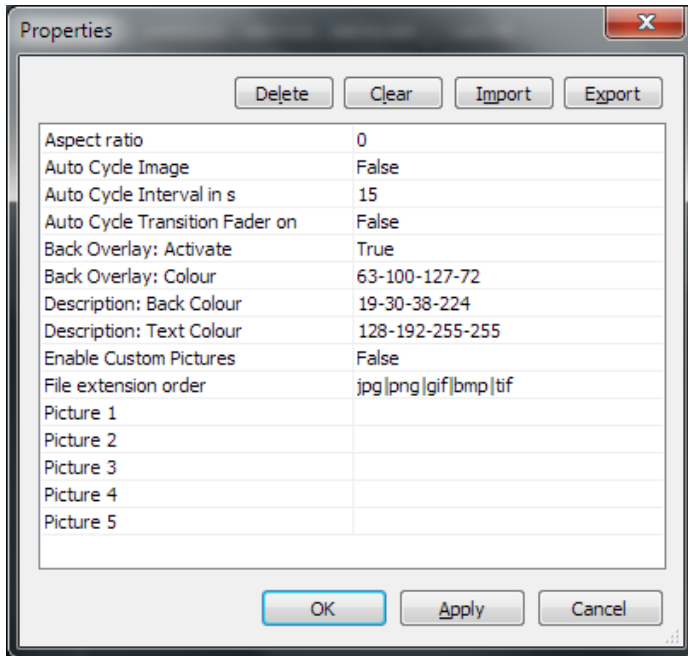 Properties
Delete Clear Import Export
Aspect ratio 0
Auto Cycle Image False
Auto Cycle Interval in s 15
Auto Cycle Transition Fader on False
Back Overlay: Activate True
Back Overlay: Colour 63-100-127-72
Description: Back Colour 19-30-38-224
Description: Text Colour 128-192-255-255
Enable Custom Pictures False
File extension order jpg|png|gif|bmp|tif
Picture 1
Picture 2
Picture 3
Picture 4
Picture 5
OK Apply Cancel